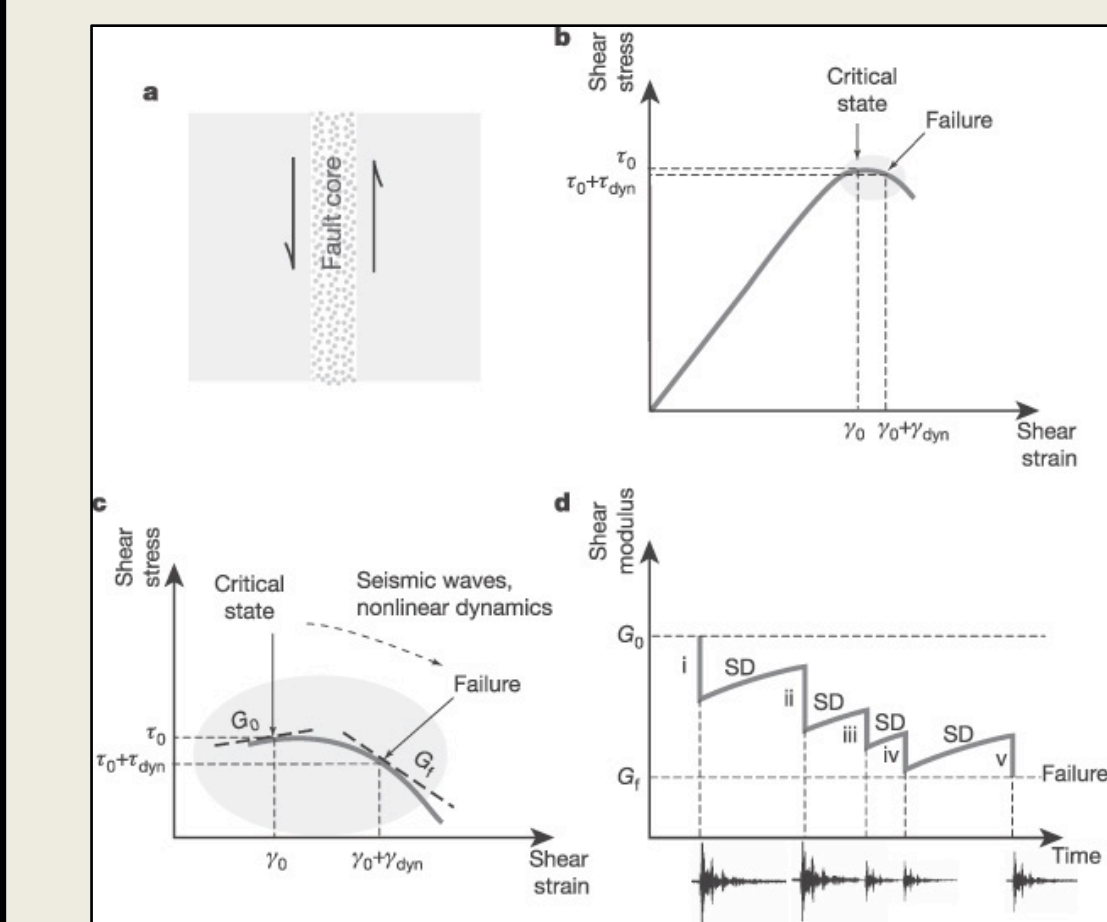 a
Fault core
b
Shear
stress
Critical
state
Failure
τ₀
τ₀+τdyn
γ₀ γ₀+γdyn
Shear
strain
c
Shear
stress
Critical
state
Seismic waves,
nonlinear dynamics
Failure
G₀
Gf
τ₀
τ₀+τdyn
γ₀ γ₀+γdyn
Shear
strain
d
Shear
modulus
G₀
i SD
ii SD
iii SD
iv SD
v
Gf Failure
Time